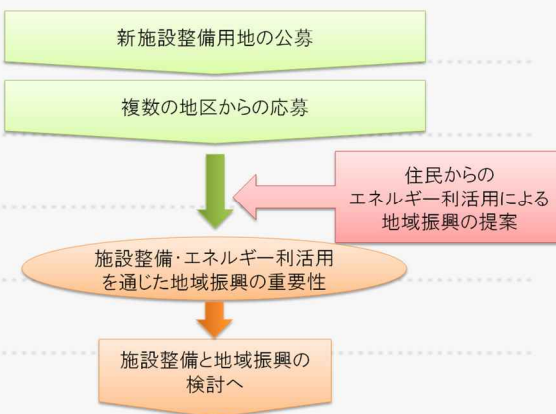 新施設整備用地の公募
複数の地区からの応募
住民からの
エネルギー利活用による
地域振興の提案
施設整備・エネルギー利活用
を通じた地域振興の重要性
施設整備と地域振興の
検討へ